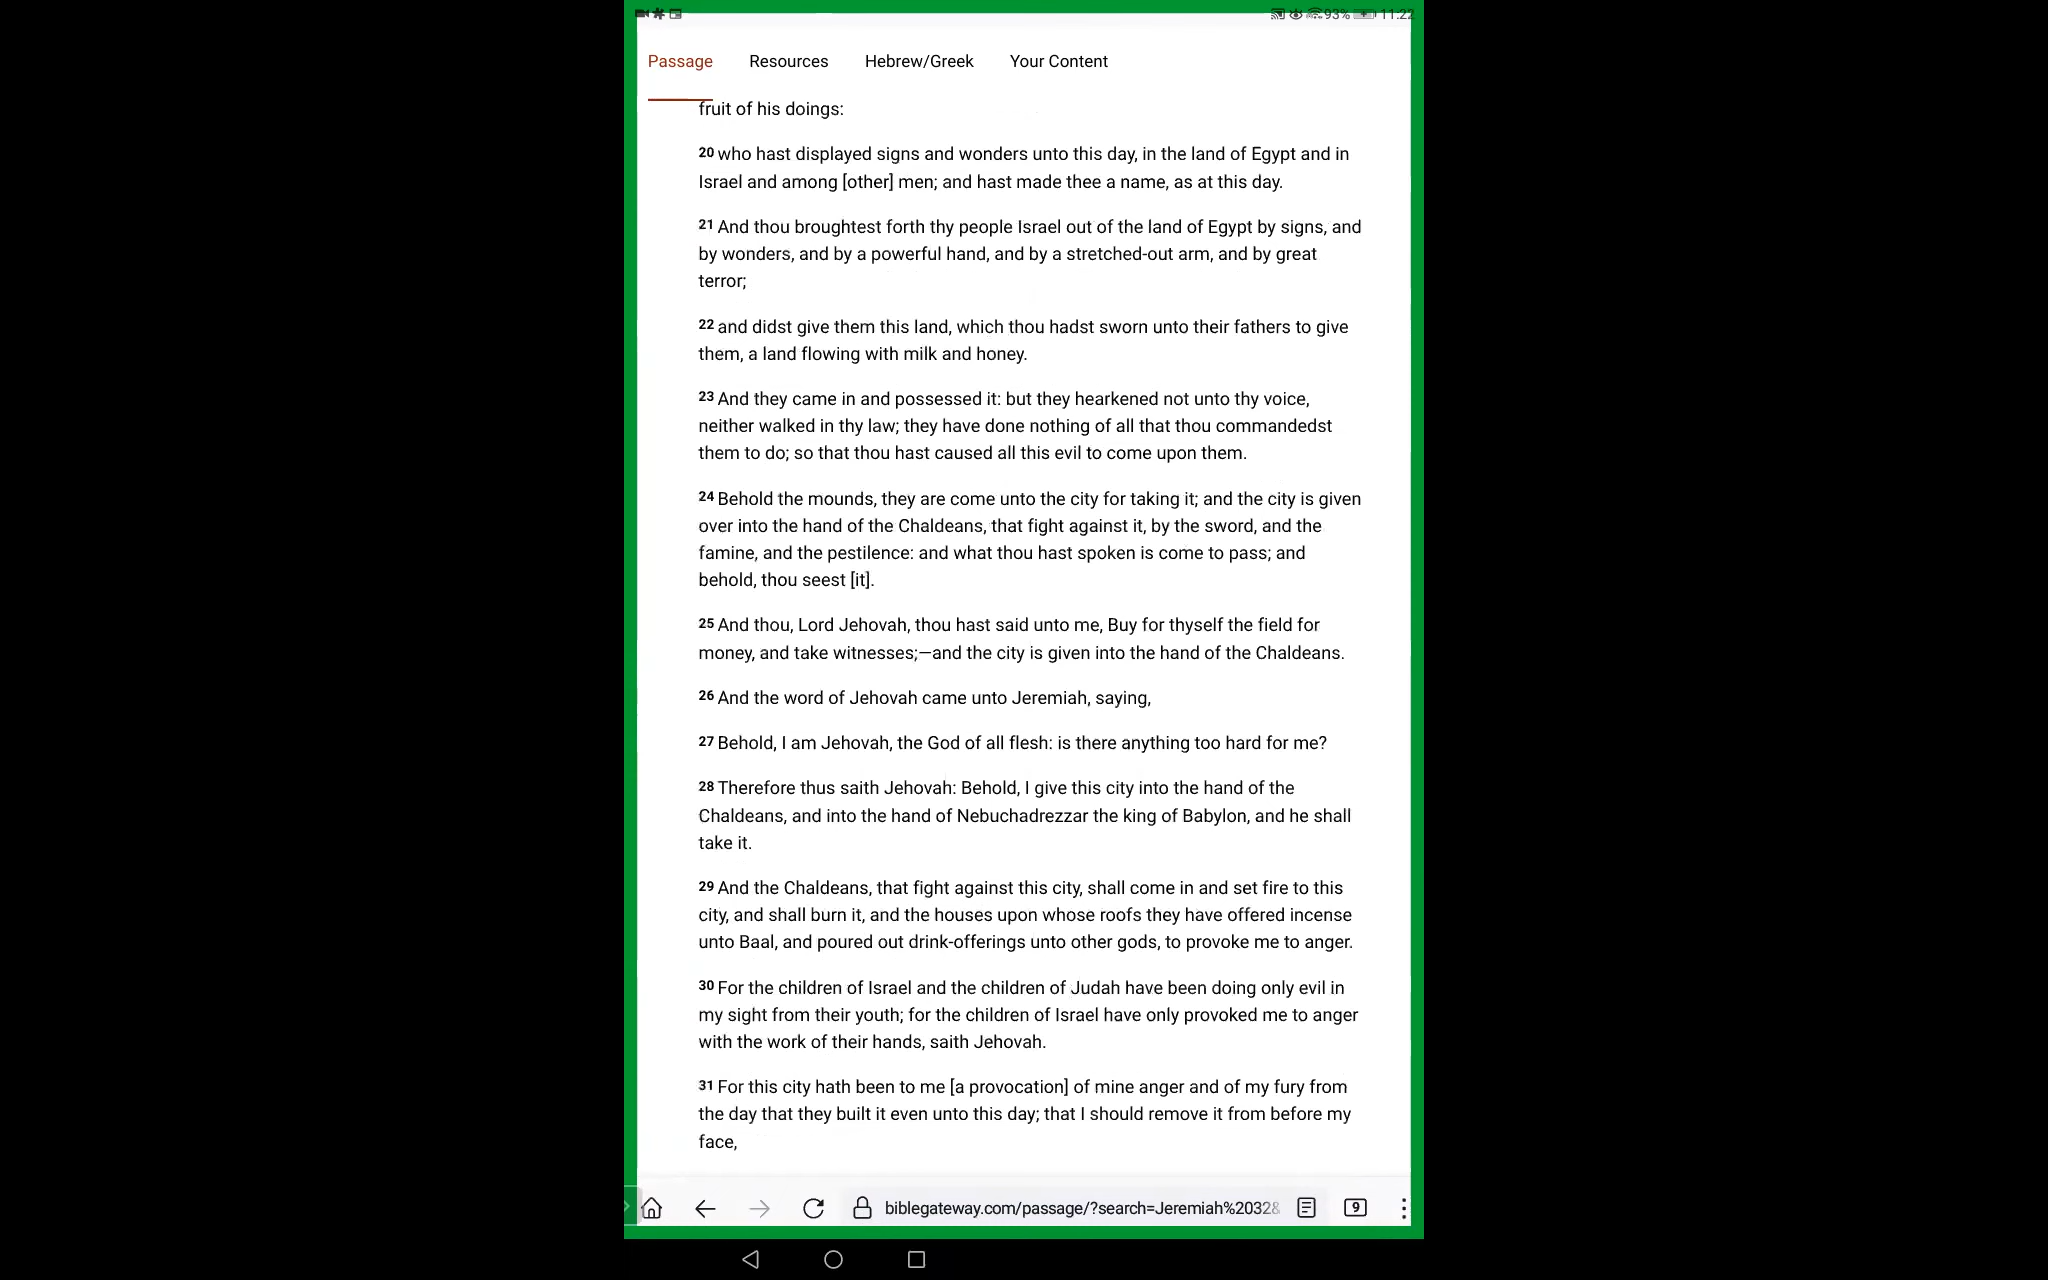 93% 11:22
Passage Resources Hebrew/Greek Your Content
fruit of his doings:
20 who hast displayed signs and wonders unto this day, in the land of Egypt and in
Israel and among [other] men; and hast made thee a name, as at this day.
21 And thou broughtest forth thy people Israel out of the land of Egypt by signs, and
by wonders, and by a powerful hand, and by a stretched-out arm, and by great
terror;
22 and didst give them this land, which thou hadst sworn unto their fathers to give
them, a land flowing with milk and honey.
23 And they came in and possessed it: but they hearkened not unto thy voice,
neither walked in thy law; they have done nothing of all that thou commandedst
them to do; so that thou hast caused all this evil to come upon them.
24 Behold the mounds, they are come unto the city for taking it; and the city is given
over into the hand of the Chaldeans, that fight against it, by the sword, and the
famine, and the pestilence: and what thou hast spoken is come to pass; and
behold, thou seest [it].
25 And thou, Lord Jehovah, thou hast said unto me, Buy for thyself the field for
money, and take witnesses;—and the city is given into the hand of the Chaldeans.
26 And the word of Jehovah came unto Jeremiah, saying,
27 Behold, I am Jehovah, the God of all flesh: is there anything too hard for me?
28 Therefore thus saith Jehovah: Behold, I give this city into the hand of the
Chaldeans, and into the hand of Nebuchadrezzar the king of Babylon, and he shall
take it.
29 And the Chaldeans, that fight against this city, shall come in and set fire to this
city, and shall burn it, and the houses upon whose roofs they have offered incense
unto Baal, and poured out drink-offerings unto other gods, to provoke me to anger.
30 For the children of Israel and the children of Judah have been doing only evil in
my sight from their youth; for the children of Israel have only provoked me to anger
with the work of their hands, saith Jehovah.
31 For this city hath been to me [a provocation] of mine anger and of my fury from
the day that they built it even unto this day; that I should remove it from before my
face,
biblegateway.com/passage/?search=Jeremiah%2032& 9